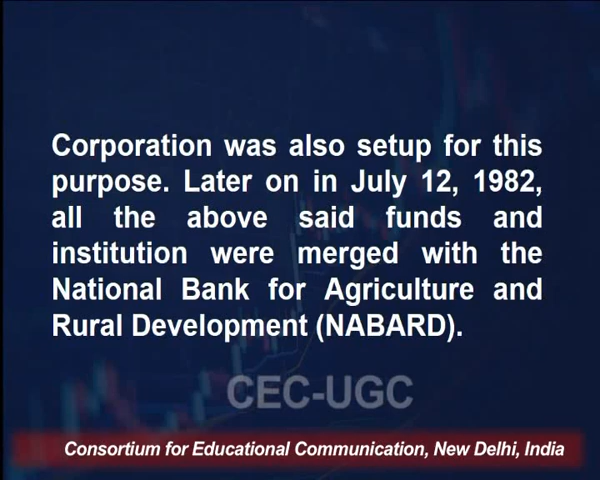 Corporation was also setup for this
purpose. Later on in July 12, 1982,
all the above said funds and
institution were merged with the
National Bank for Agriculture and
Rural Development (NABARD).
CEC-UGC
Consortium for Educational Communication, New Delhi, India